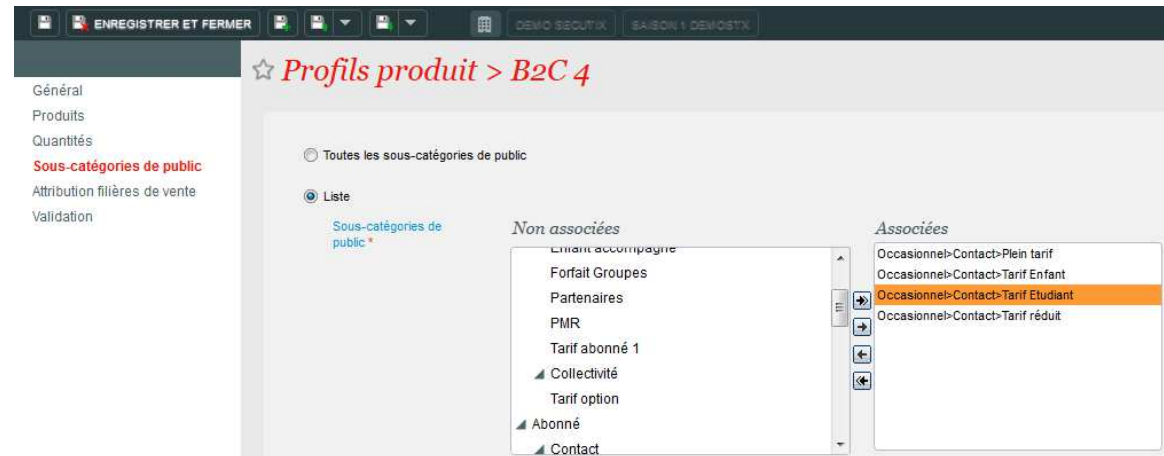 ENREGISTRER ET FERMER
DEMO SECUTIX
SAISON 1 DEMOSTX
Profils produit > B2C 4
Général
Produits
Quantités
Sous-catégories de public
Attribution filières de vente
Validation
Toutes les sous-catégories de public
Liste
Sous-catégories de
public *
Non associées
Enfant accompagné
Forfait Groupes
Partenaires
PMR
Tarif abonné 1
Collectivité
Tarif option
Abonné
Contact
Associées
Occasionnel>Contact>Plein tarif
Occasionnel>Contact>Tarif Enfant
Occasionnel>Contact>Tarif Etudiant
Occasionnel>Contact>Tarif réduit